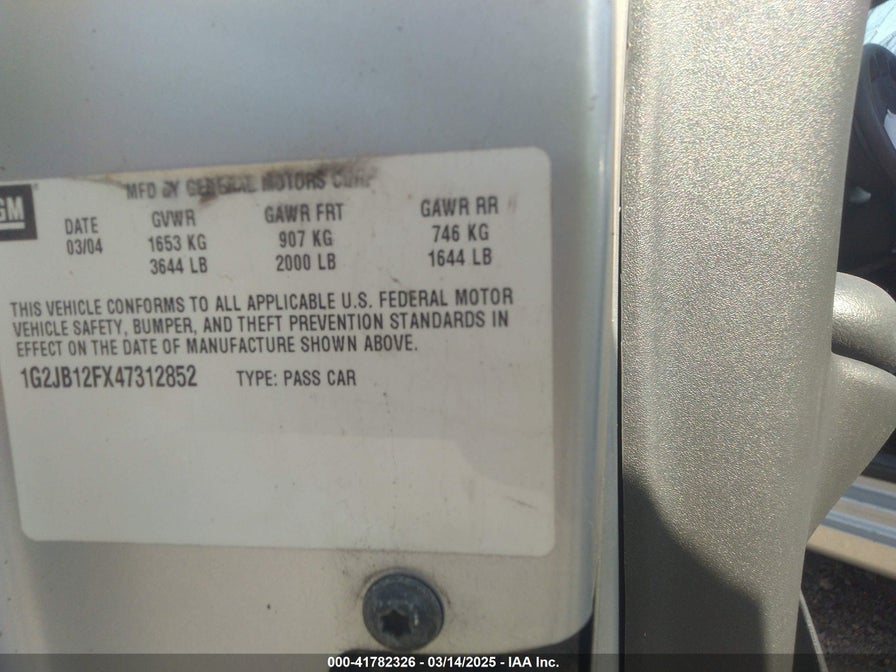 MFD BY GENERAL MOTORS CORP
GM
DATE GVWR GAWR FRT GAWR RR
03/04 1653 KG 907 KG 746 KG
3644 LB 2000 LB 1644 LB
THIS VEHICLE CONFORMS TO ALL APPLICABLE U.S. FEDERAL MOTOR
VEHICLE SAFETY, BUMPER, AND THEFT PREVENTION STANDARDS IN
EFFECT ON THE DATE OF MANUFACTURE SHOWN ABOVE.
1G2JB12FX47312852 TYPE: PASS CAR
000-41782326 - 03/14/2025 - IAA Inc.